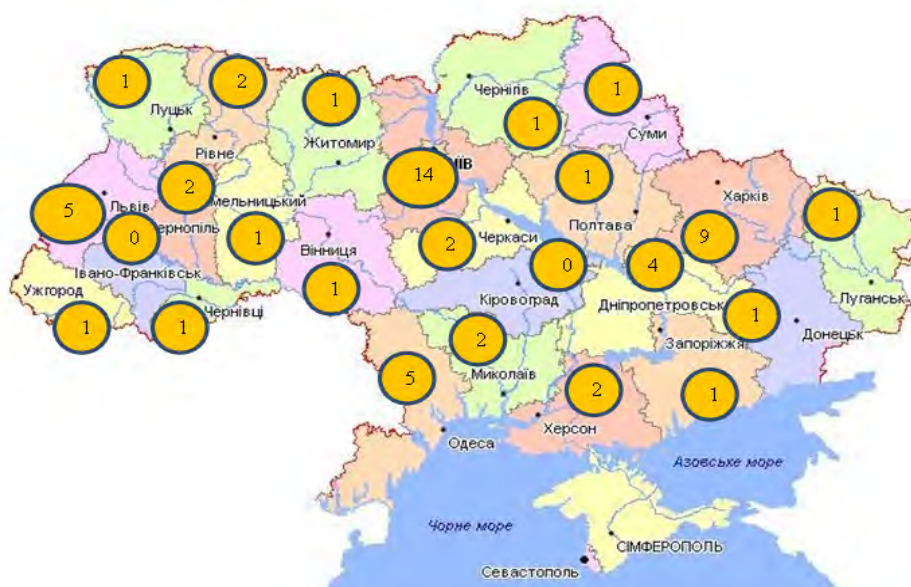 1
2
1
1
1
Чернігів
Луцьк
Суми
Рівне
Житомир
14
2
1
Харків
5
Львів
0
1
Вінниця
2
Черкаси
Полтава
9
1
Івано-Франківськ
0
4
Ужгород
Чернівці
1
Кіровоград
Дніпропетровськ
Луганськ
1
1
2
1
Донецьк
Запоріжжя
5
Миколаїв
2
1
Херсон
Одеса
Азовське море
Чорне море
СІМФЕРОПОЛЬ
Севастополь